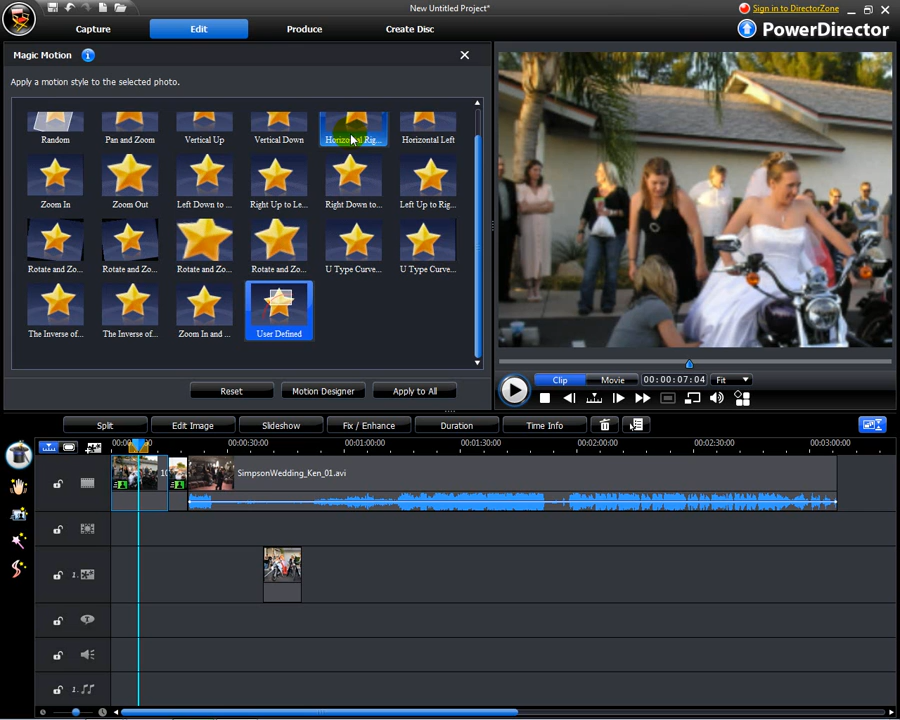 New Untitled Project*
Sign in to DirectorZone
Capture
Edit
Produce
Create Disc
PowerDirector
Magic Motion
Apply a motion style to the selected photo.
Random
Pan and Zoom
Vertical Up
Vertical Down
Horizontal Rig...
Horizontal Left
Zoom In
Zoom Out
Left Down to ...
Right Up to Le...
Right Down to...
Left Up to Rig...
Rotate and Zo...
Rotate and Zo...
Rotate and Zo...
Rotate and Zo...
U Type Curve...
U Type Curve...
The Inverse of...
The Inverse of...
Zoom In and ...
User Defined
Reset
Motion Designer
Apply to All
Clip
Movie
00:00:07:04
Fit
Split
Edit Image
Slideshow
Fix / Enhance
Duration
Time Info
00:00:30:00
00:01:00:00
00:01:30:00
00:02:00:00
00:02:30:00
00:03:00:00
10
SimpsonWedding_Ken_01.avi
1.
1.